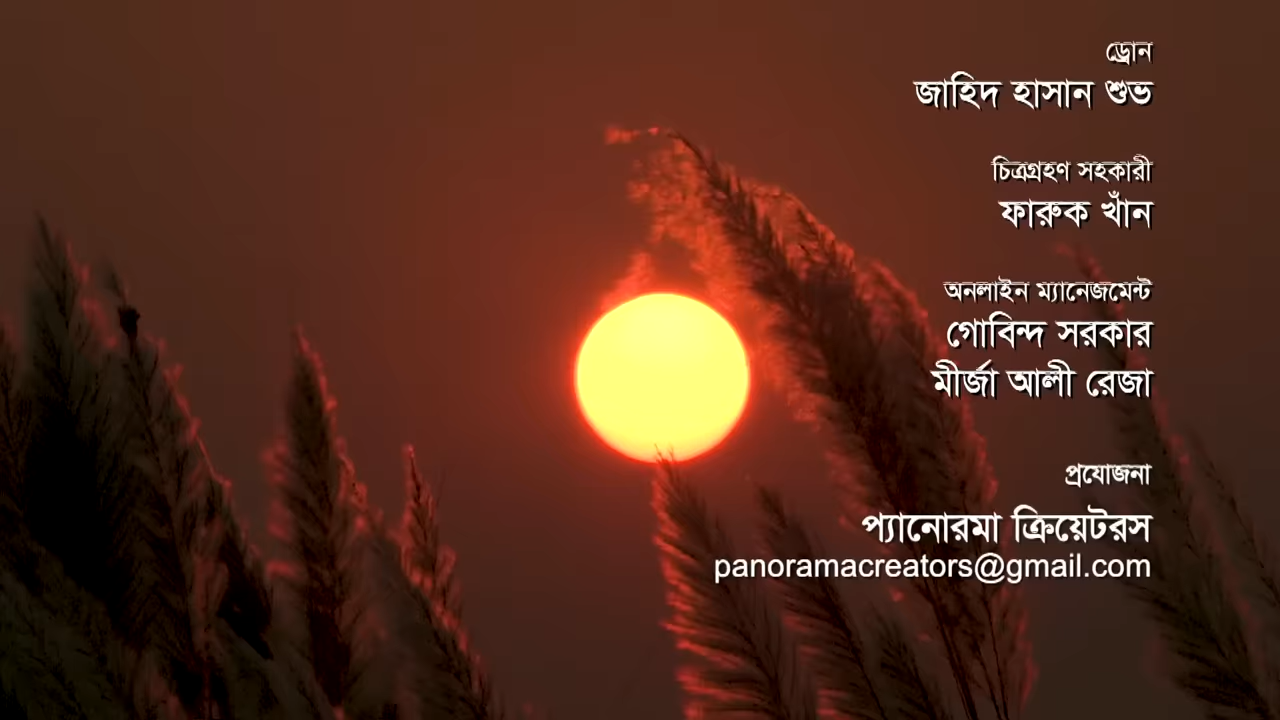 ড্রোন
জাহিদ হাসান শুভ
চিত্রগ্রহণ সহকারী
ফারুক খাঁন
অনলাইন ম্যানেজমেন্ট
গোবিন্দ সরকার
মীর্জা আলী রেজা
প্রযোজনা
প্যানোরমা ক্রিয়েটরস
panoramacreators@gmail.com